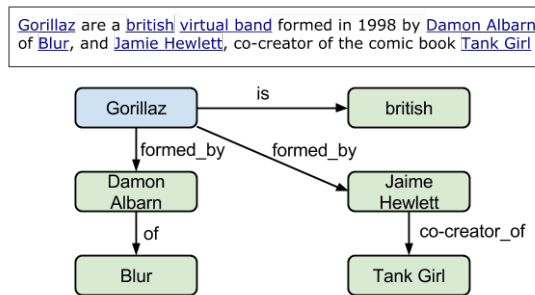 Gorillaz are a british virtual band formed in 1998 by Damon Albarn
of Blur, and Jamie Hewlett, co-creator of the comic book Tank Girl
is
Gorillaz
british
formed_by
formed_by
Damon
Albarn
Jaime
Hewlett
of
co-creator_of
Blur
Tank Girl